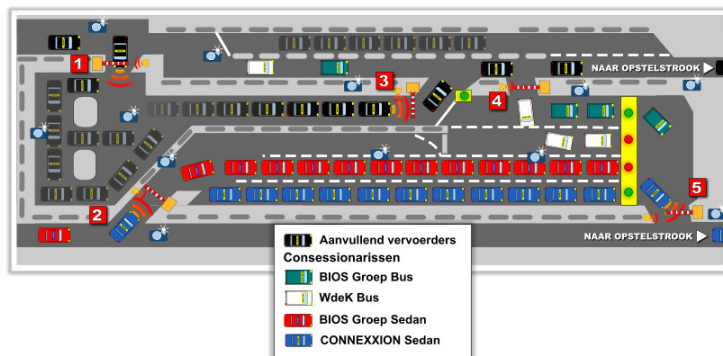 1
NAAR OPSTELSTROOK
3
4
2
5
NAAR OPSTELSTROOK
Aanvullend vervoerders
Consessionarissen
BIOS Groep Bus
WdeK Bus
BIOS Groep Sedan
CONNEXXION Sedan